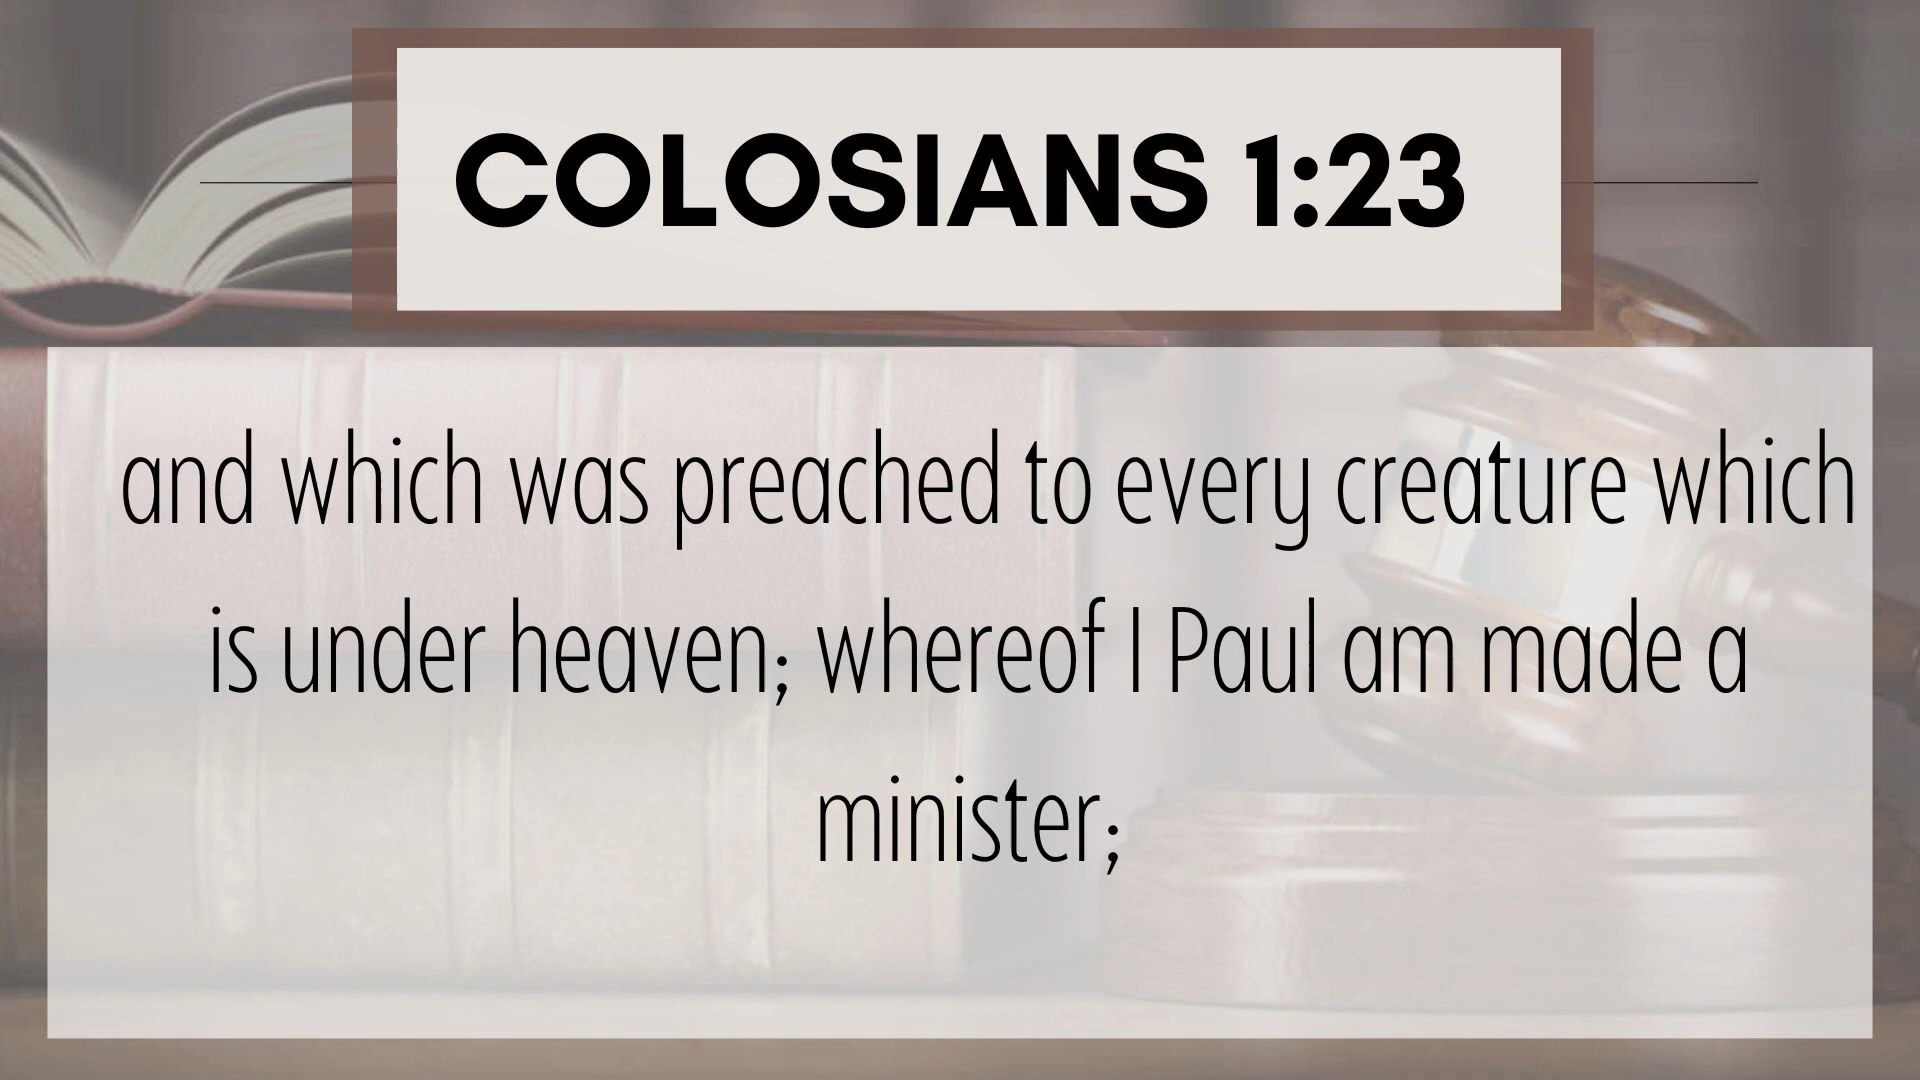 COLOSIANS 1:23
and which was preached to every creature which
is under heaven; whereof I Paul am made a
minister;